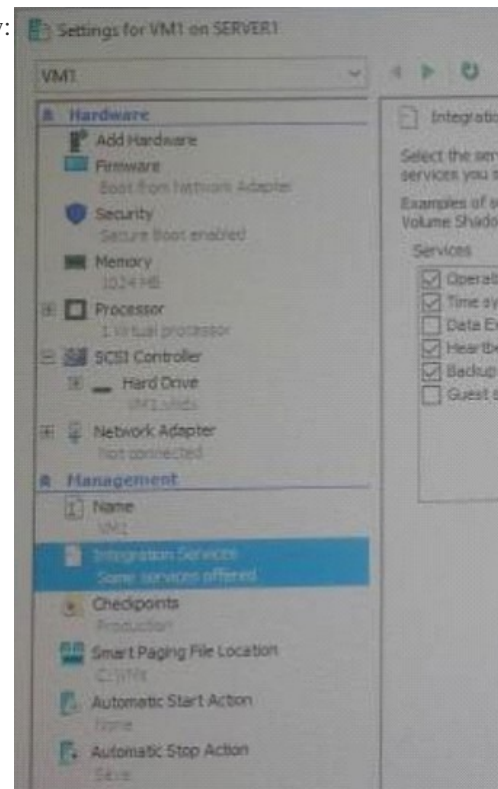 y:
Settings for VM1 on SERVER1
VM1
Hardware
Add Hardware
Firmware
Boot from Network Adapter
Security
Secure Boot enabled
Memory
1024 MB
Processor
1 virtual processor
SCSI Controller
Hard Drive
VM1.vhdx
Network Adapter
Not connected
Management
Name
VM1
Integration Services
Some services offered
Checkpoints
Production
Smart Paging File Location
Automatic Start Action
None
Automatic Stop Action
Save
Integratio
Select the ser
services you s
Examples of s
Volume Shado
Services
Operat
Time sy
Data Ex
Heartbe
Backup
Guest s